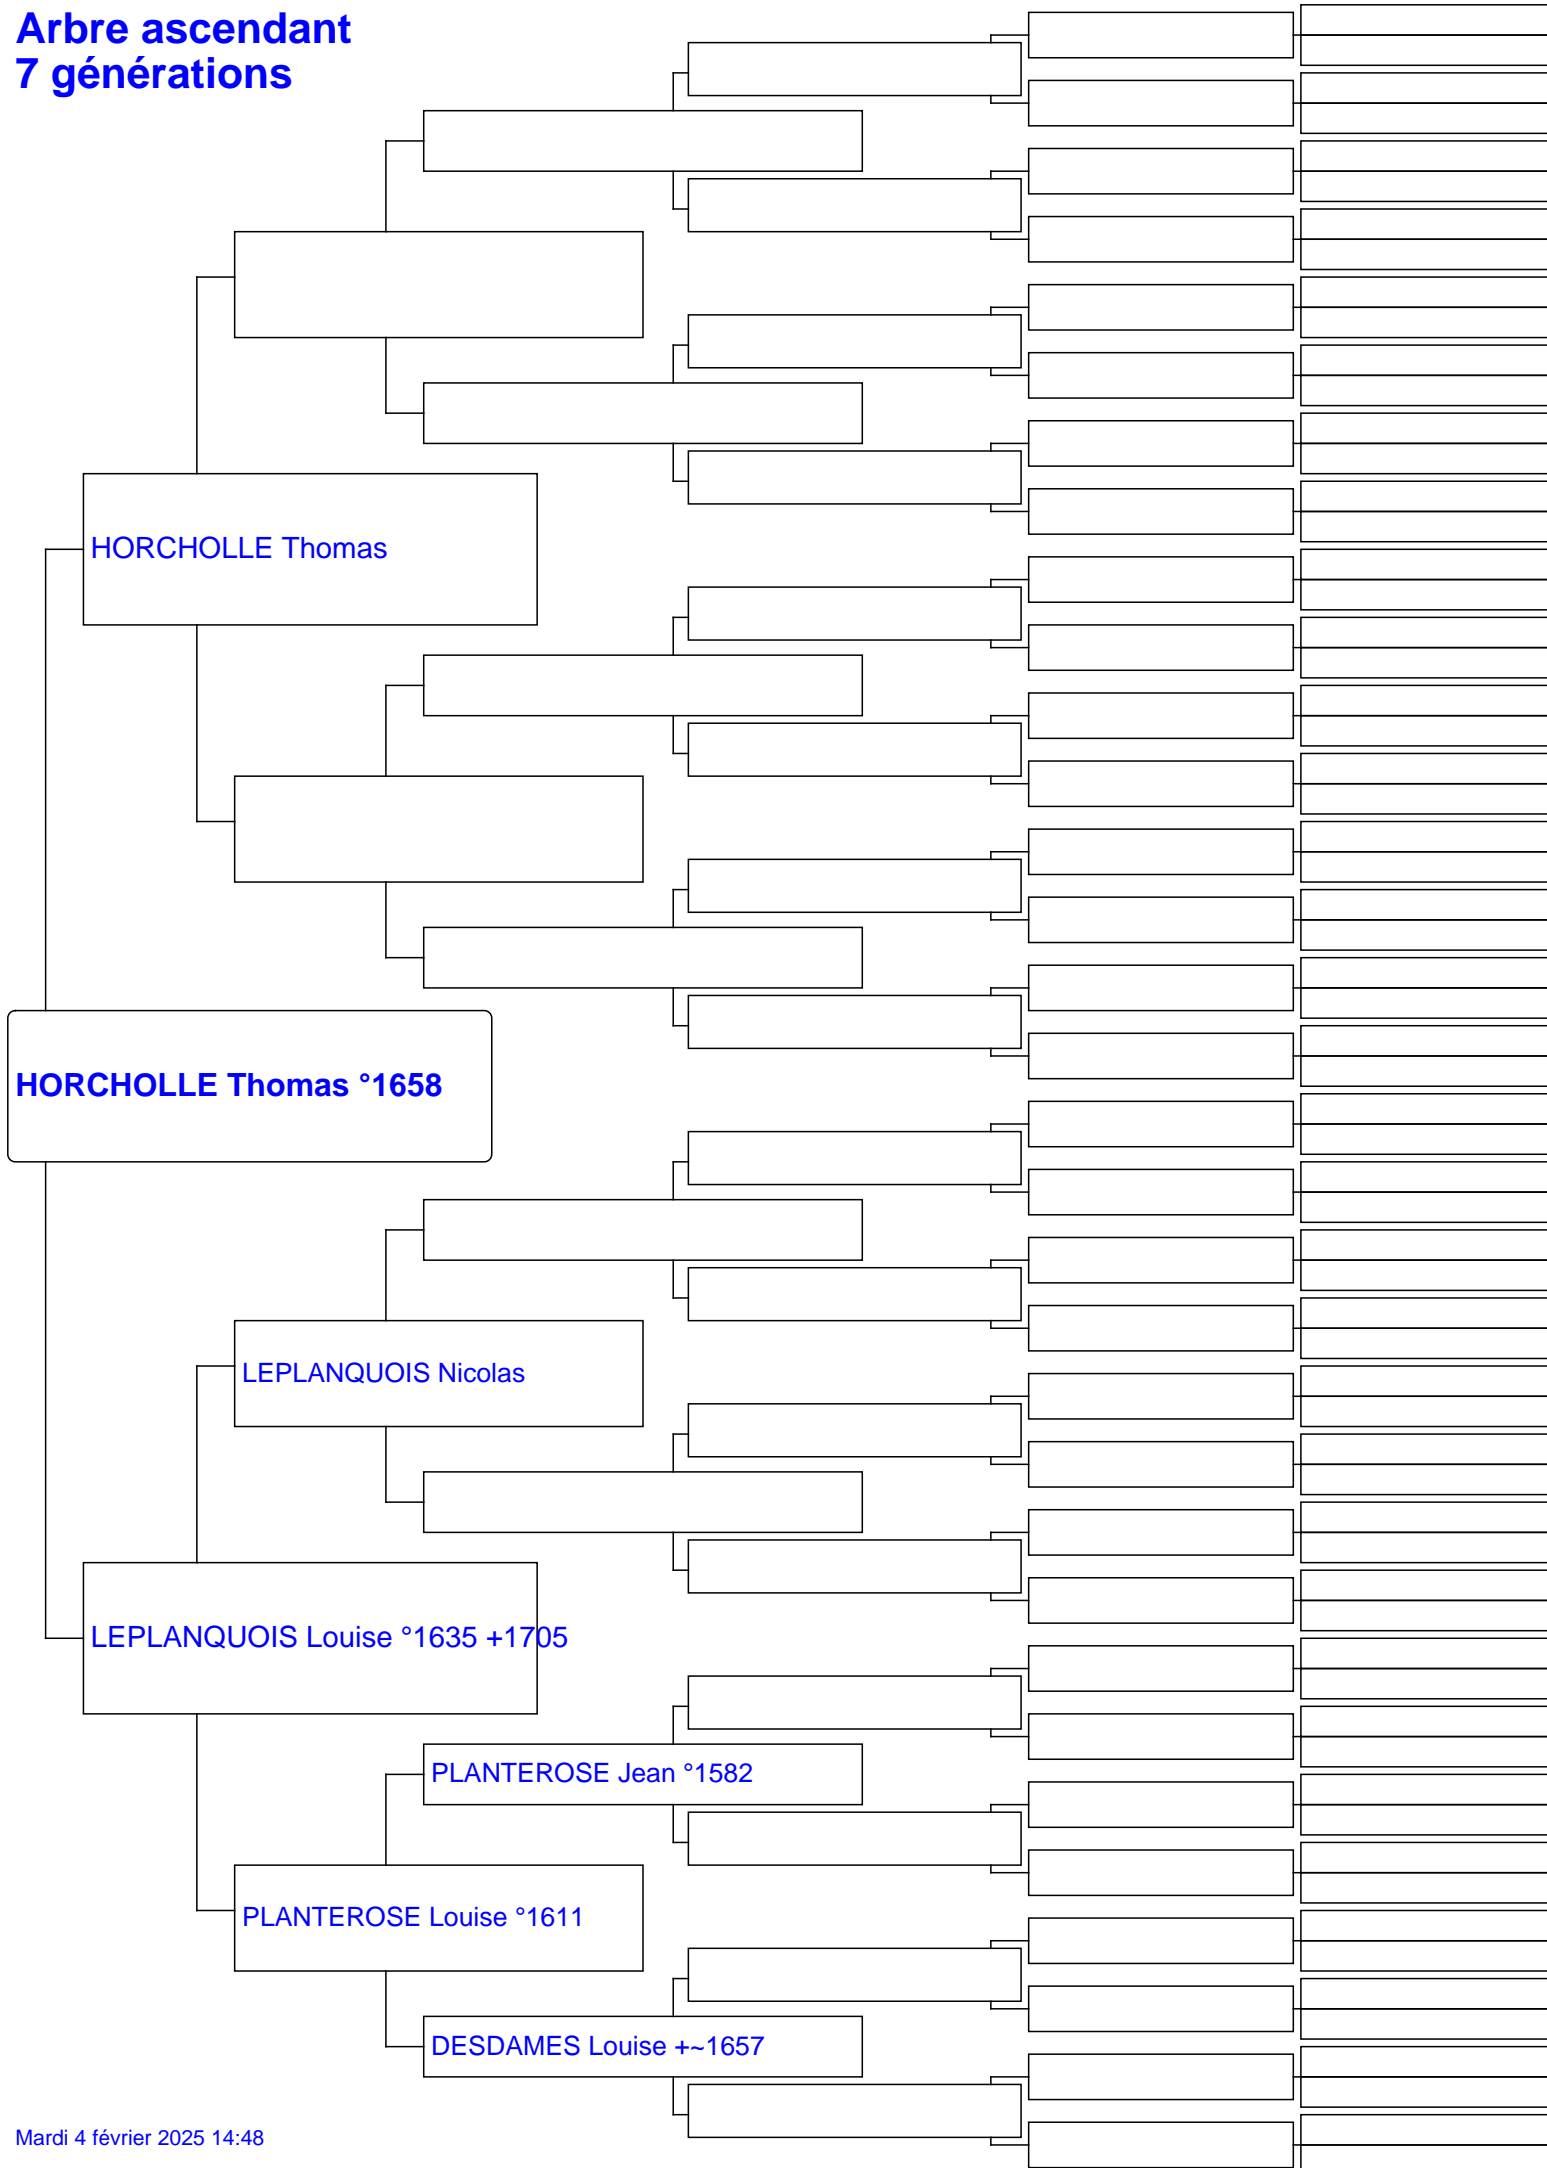 Arbre ascendant
7 générations
HORCHOLLE Thomas
HORCHOLLE Thomas °1658
LEPLANQUOIS Nicolas
LEPLANQUOIS Louise °1635 +1705
PLANTEROSE Jean °1582
PLANTEROSE Louise °1611
DESDAMES Louise +~1657
Mardi 4 février 2025 14:48